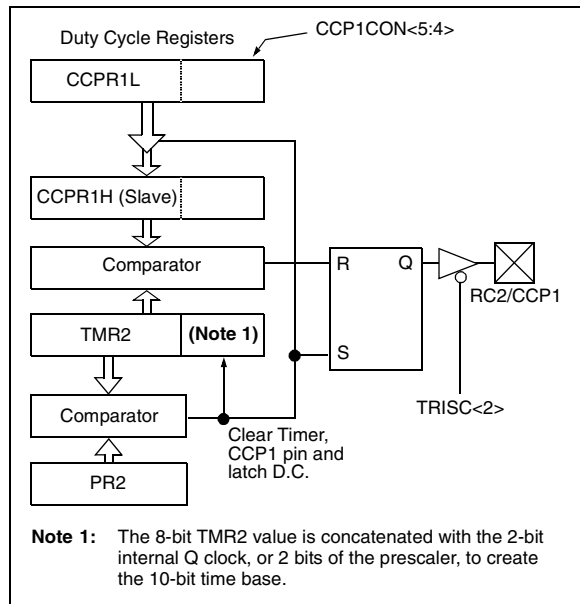 Duty Cycle Registers
CCP1CON<5:4>
CCPR1L
CCPR1H (Slave)
Comparator
R
Q
RC2/CCP1
TMR2
(Note 1)
S
TRISC<2>
Comparator
Clear Timer,
CCP1 pin and
latch D.C.
PR2
Note 1: The 8-bit TMR2 value is concatenated with the 2-bit
internal Q clock, or 2 bits of the prescaler, to create
the 10-bit time base.